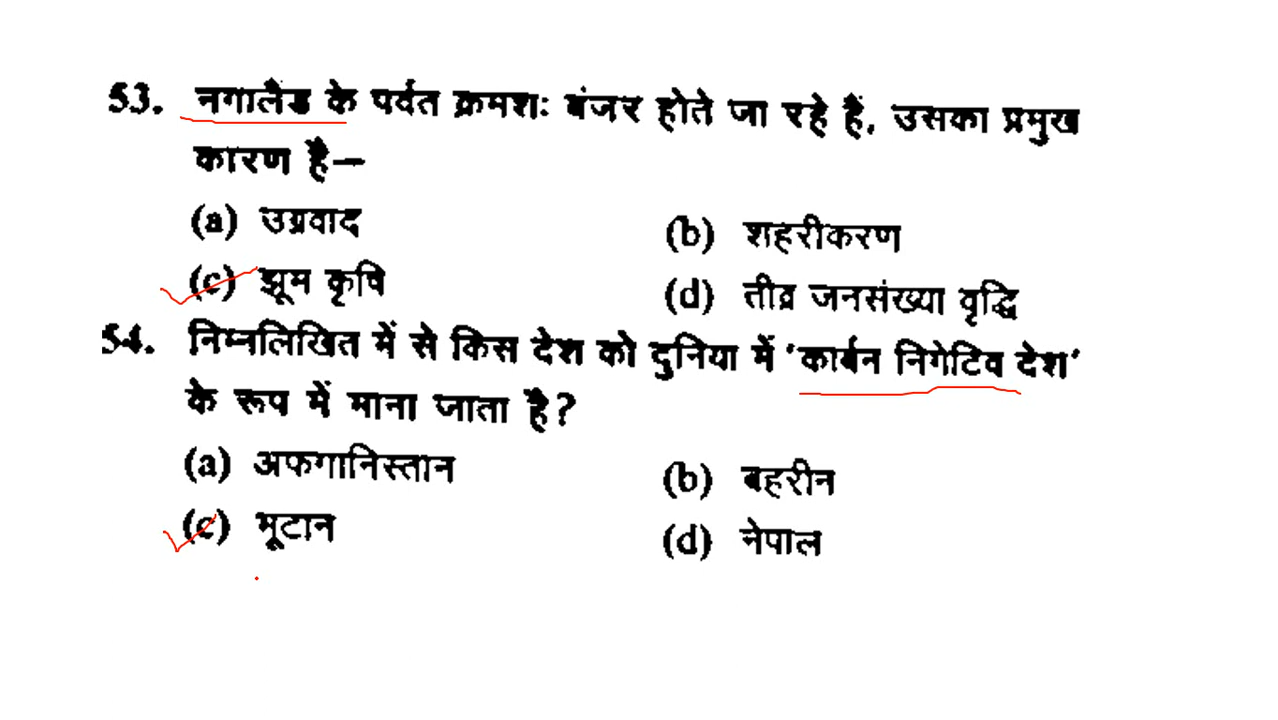 53. नगालैंड के पर्वत क्रमशः बंजर होते जा रहे हैं, उसका प्रमुख
कारण है—
(a) उग्रवाद (b) शहरीकरण
(c) झूम कृषि (d) तीव्र जनसंख्या वृद्धि
54. निम्नलिखित में से किस देश को दुनिया में 'कार्बन निगेटिव देश'
के रूप में माना जाता है?
(a) अफगानिस्तान (b) बहरीन
(c) भूटान (d) नेपाल